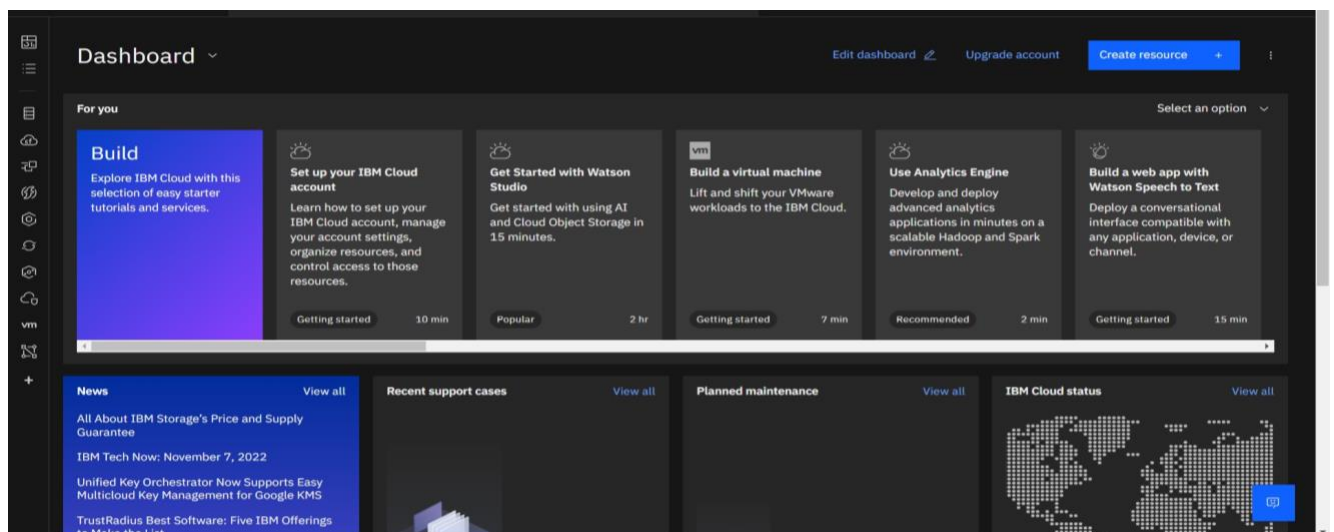 Dashboard
Edit dashboard
Upgrade account
Create resource +
For you
Select an option
Build
Explore IBM Cloud with this
selection of easy starter
tutorials and services.
Set up your IBM Cloud
account
Learn how to set up your
IBM Cloud account, manage
your account settings,
organize resources, and
control access to those
resources.
Getting started
10 min
Get Started with Watson
Studio
Get started with using AI
and Cloud Object Storage in
15 minutes.
Popular
2 hr
vm
Build a virtual machine
Lift and shift your VMware
workloads to the IBM Cloud.
Getting started
7 min
Use Analytics Engine
Develop and deploy
advanced analytics
applications in minutes on a
scalable Hadoop and Spark
environment.
Recommended
2 min
Build a web app with
Watson Speech to Text
Deploy a conversational
interface compatible with
any application, device, or
channel.
Getting started
15 min
vm
+
News
View all
All About IBM Storage's Price and Supply
Guarantee
IBM Tech Now: November 7, 2022
Unified Key Orchestrator Now Supports Easy
Multicloud Key Management for Google KMS
TrustRadius Best Software: Five IBM Offerings
to Make the List
Recent support cases
View all
Planned maintenance
View all
IBM Cloud status
View all